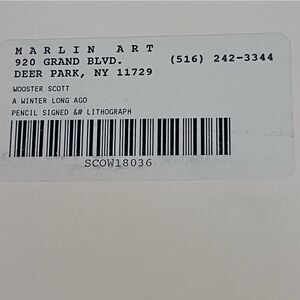 MARLIN ART
920 GRAND BLVD. (516) 242-3344
DEER PARK, NY 11729
WOOSTER SCOTT
A WINTER LONG AGO
PENCIL SIGNED &# LITHOGRAPH
SCOW18036